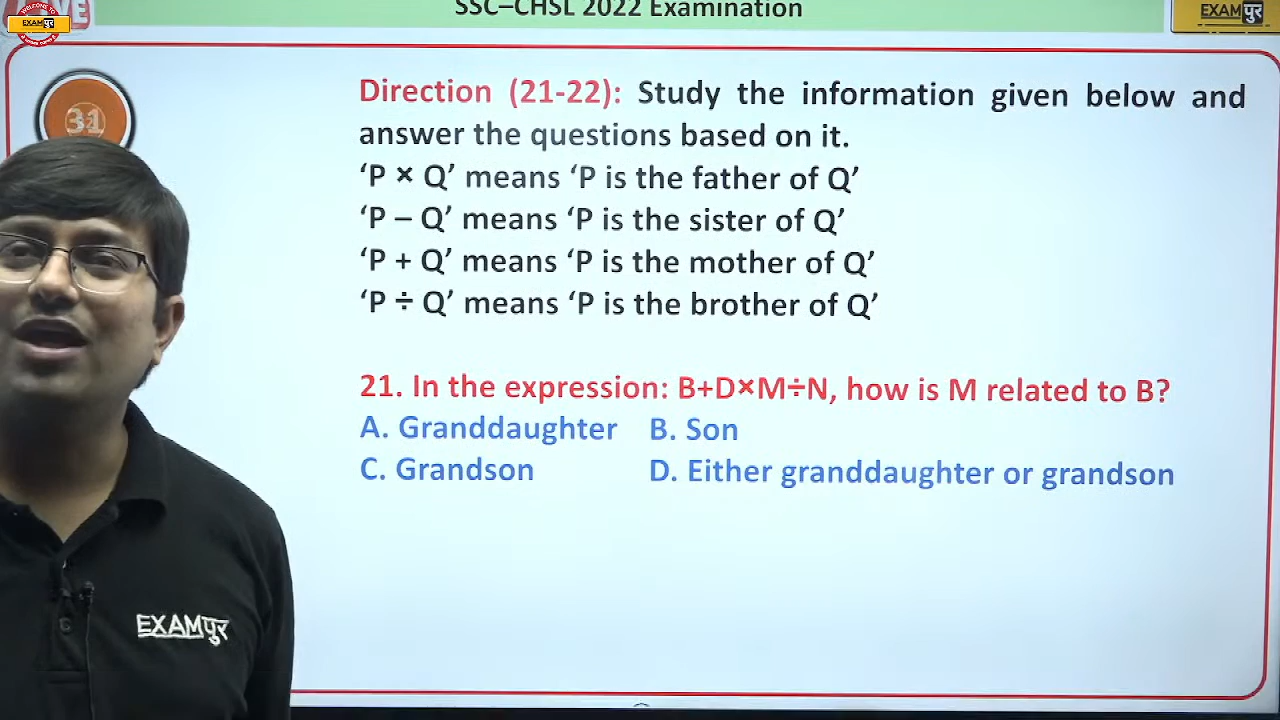 SSC–CHSL 2022 Examination
WELCOME TO
EXAMपुर
EXAMपुर
31
Direction (21-22): Study the information given below and
answer the questions based on it.
‘P × Q’ means ‘P is the father of Q’
‘P – Q’ means ‘P is the sister of Q’
‘P + Q’ means ‘P is the mother of Q’
‘P ÷ Q’ means ‘P is the brother of Q’
21. In the expression: B+D×M÷N, how is M related to B?
A. Granddaughter B. Son
C. Grandson D. Either granddaughter or grandson
EXAMपुर